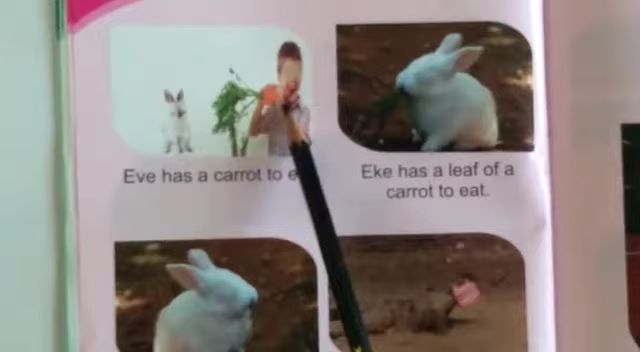 Eve has a carrot to
Eke has a leaf of a
carrot to eat.